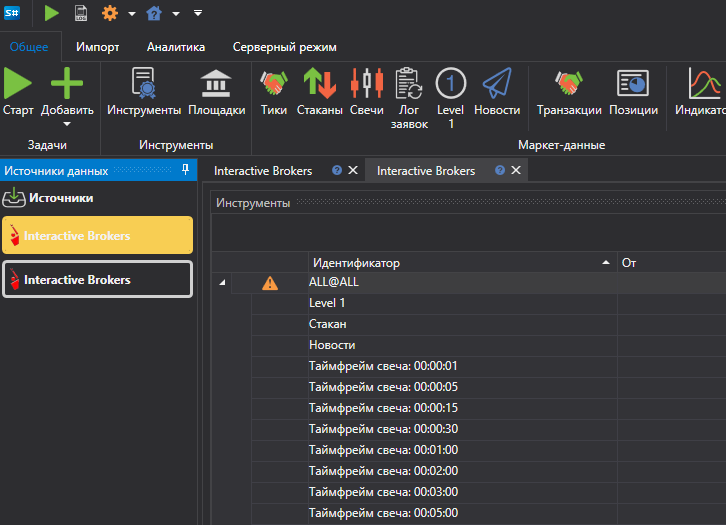 S#
Общее Импорт Аналитика Серверный режим
Старт Добавить Инструменты Площадки Тики Стаканы Свечи Лог заявок Level 1 Новости Транзакции Позиции Индикат
Задачи Инструменты Маркет-данные
Источники данных
Interactive Brokers ? Interactive Brokers ?
Источники
Interactive Brokers
Interactive Brokers
Инструменты
Идентификатор От
ALL@ALL
Level 1
Стакан
Новости
Таймфрейм свеча: 00:00:01
Таймфрейм свеча: 00:00:05
Таймфрейм свеча: 00:00:15
Таймфрейм свеча: 00:00:30
Таймфрейм свеча: 00:01:00
Таймфрейм свеча: 00:02:00
Таймфрейм свеча: 00:03:00
Таймфрейм свеча: 00:05:00